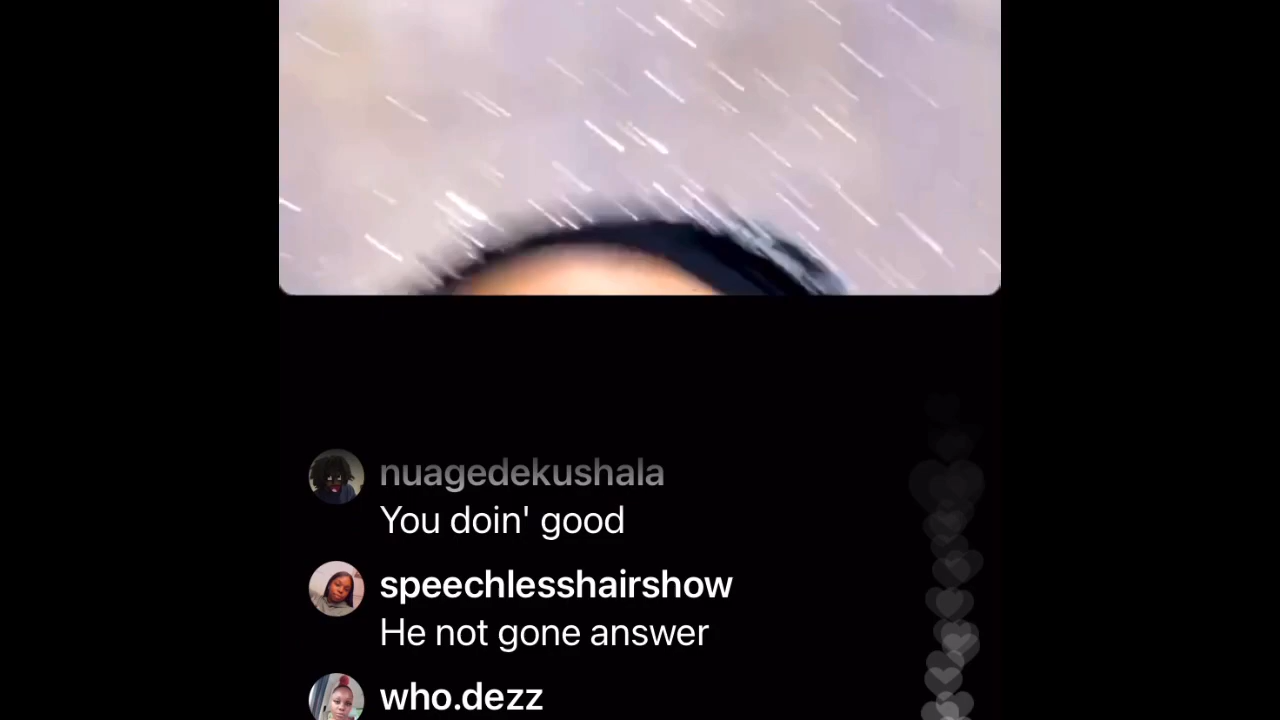 nuagedekushala
You doin' good
speechlesshairshow
He not gone answer
who.dezz